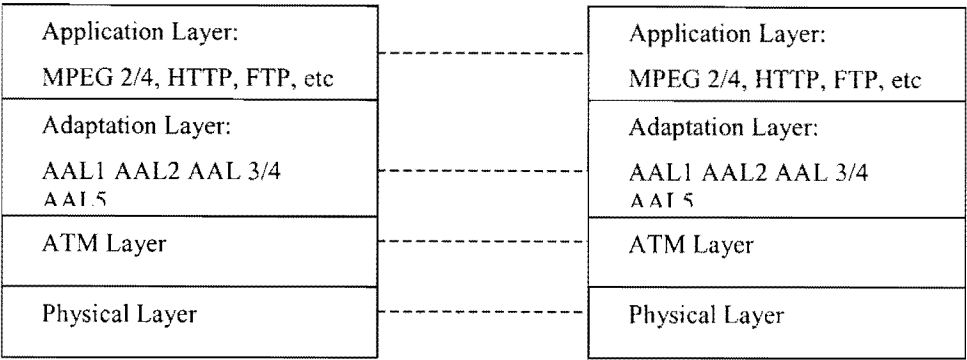 Application Layer:
MPEG 2/4, HTTP, FTP, etc
Adaptation Layer:
AAL1 AAL2 AAL 3/4
AAL5
ATM Layer
Physical Layer
Application Layer:
MPEG 2/4, HTTP, FTP, etc
Adaptation Layer:
AAL1 AAL2 AAL 3/4
AAL5
ATM Layer
Physical Layer